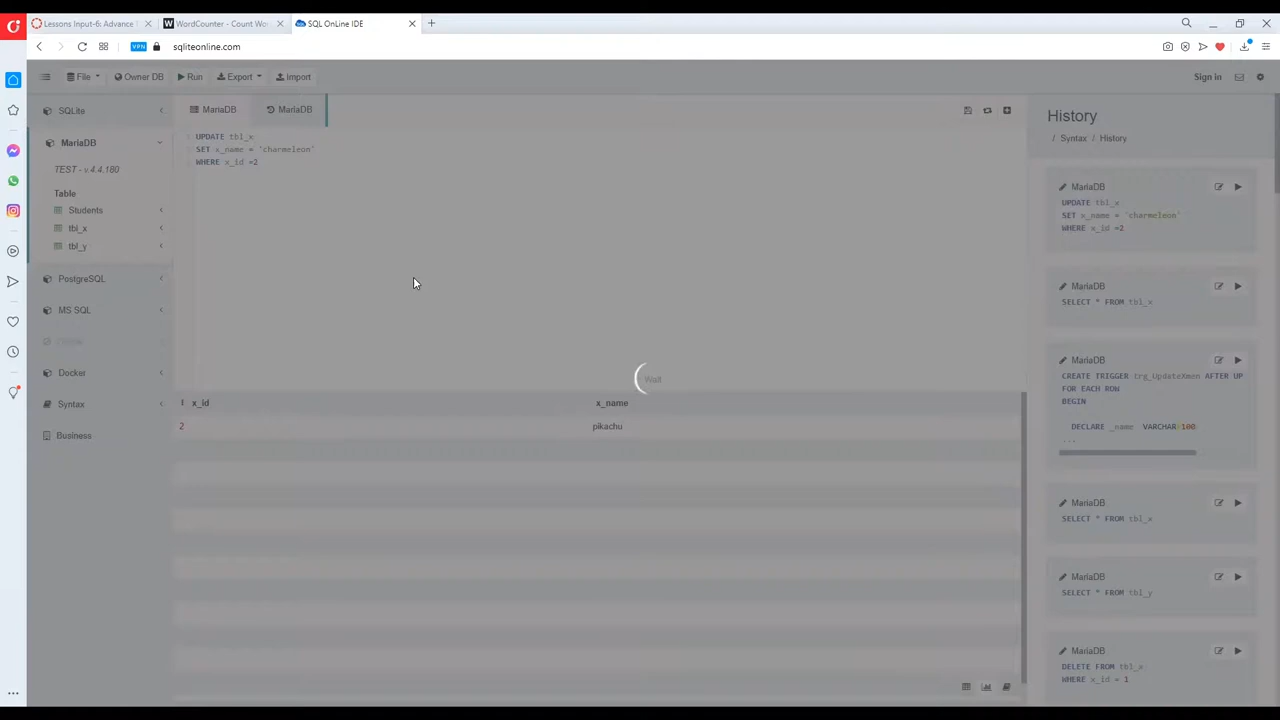 Lessons Input-6: Advance
WordCounter - Count Wo
SQL OnLine IDE
VPN
sqliteonline.com
File
Owner DB
Run
Export
Import
Sign in
SQLite
MariaDB
TEST - v.4.4.180
Table
Students
tbl_x
tbl_y
PostgreSQL
MS SQL
Docker
Syntax
Business
MariaDB
MariaDB
UPDATE tbl_x
SET x_name = 'charmeleon'
WHERE x_id =2
Wait
! x_id
x_name
2
pikachu
History
/ Syntax / History
MariaDB
UPDATE tbl_x
SET x_name = 'charmeleon'
WHERE x_id =2
MariaDB
SELECT * FROM tbl_x
MariaDB
CREATE TRIGGER trg_UpdateXmen AFTER UP
FOR EACH ROW
BEGIN
DECLARE _name VARCHAR(100
...
MariaDB
SELECT * FROM tbl_x
MariaDB
SELECT * FROM tbl_y
MariaDB
DELETE FROM tbl_x
WHERE x_id = 1